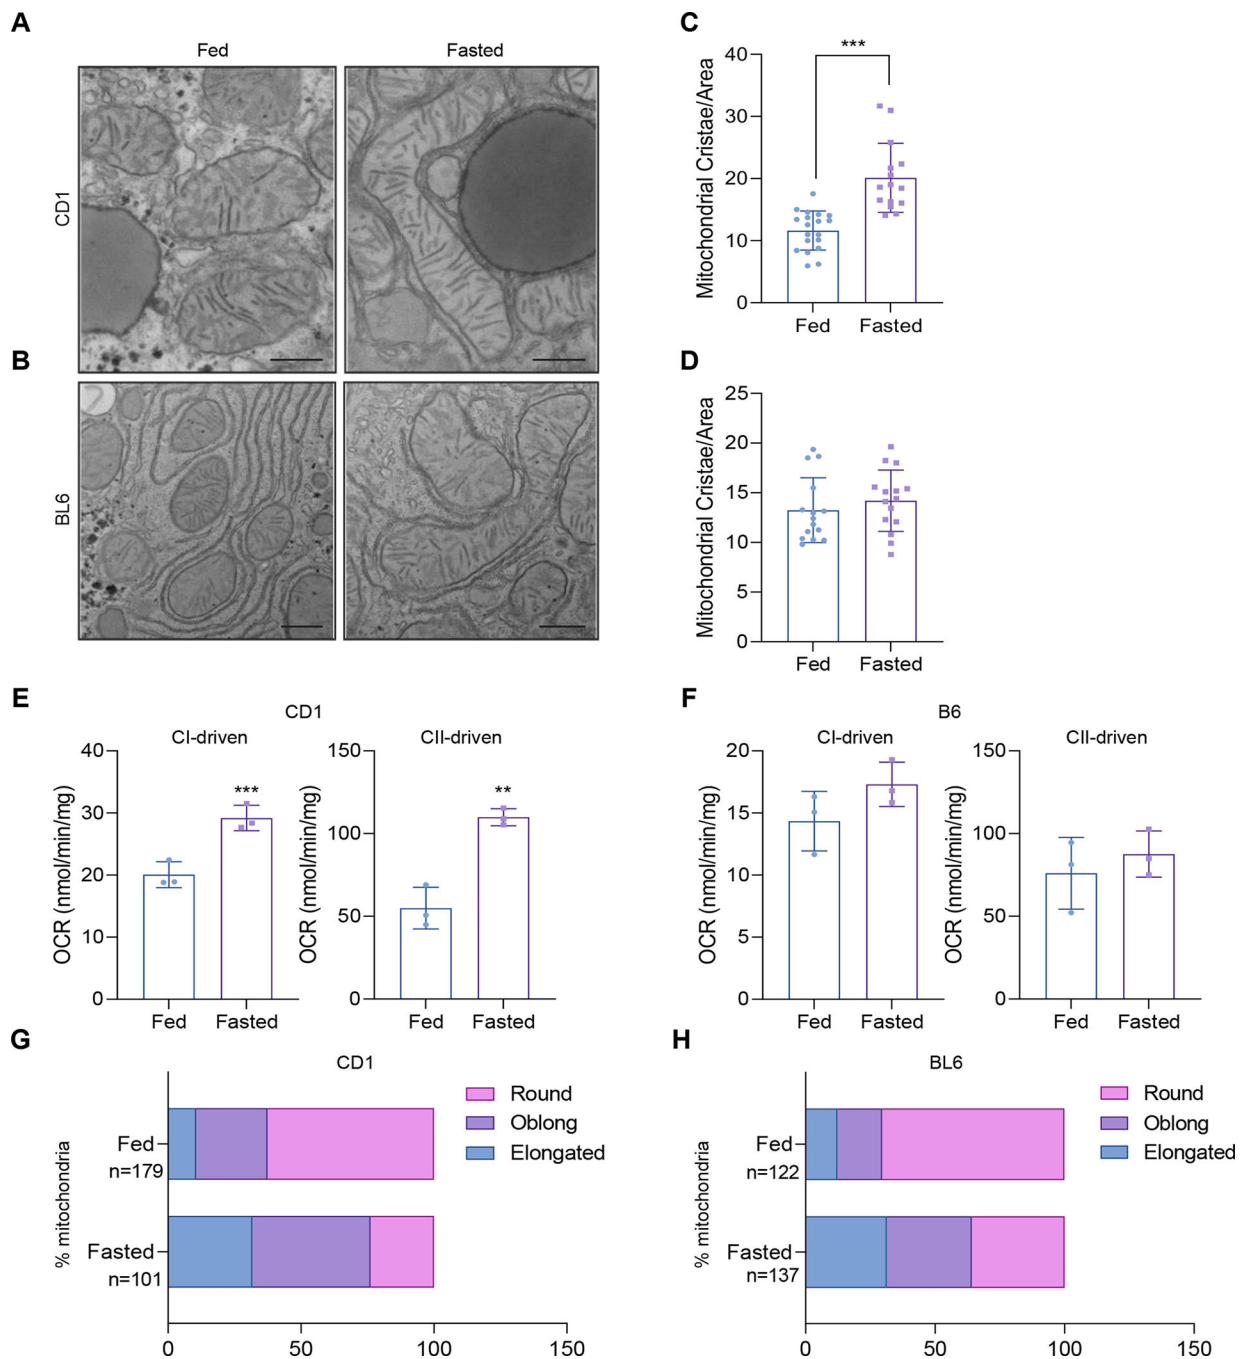 A
Fed
Fasted
CD1
B
BL6
C
Mitochondrial Cristae/Area
40
30
20
10
0
***
Fed
Fasted
D
Mitochondrial Cristae/Area
25
20
15
10
5
0
Fed
Fasted
E
CD1
CI-driven
OCR (nmol/min/mg)
40
30
20
10
0
***
Fed
Fasted
CII-driven
OCR (nmol/min/mg)
150
100
50
0
**
Fed
Fasted
F
B6
CI-driven
OCR (nmol/min/mg)
20
15
10
5
0
Fed
Fasted
CII-driven
OCR (nmol/min/mg)
150
100
50
0
Fed
Fasted
G
CD1
% mitochondria
Fed
n=179
Fasted
n=101
Round
Oblong
Elongated
0
50
100
150
H
BL6
% mitochondria
Fed
n=122
Fasted
n=137
Round
Oblong
Elongated
0
50
100
150